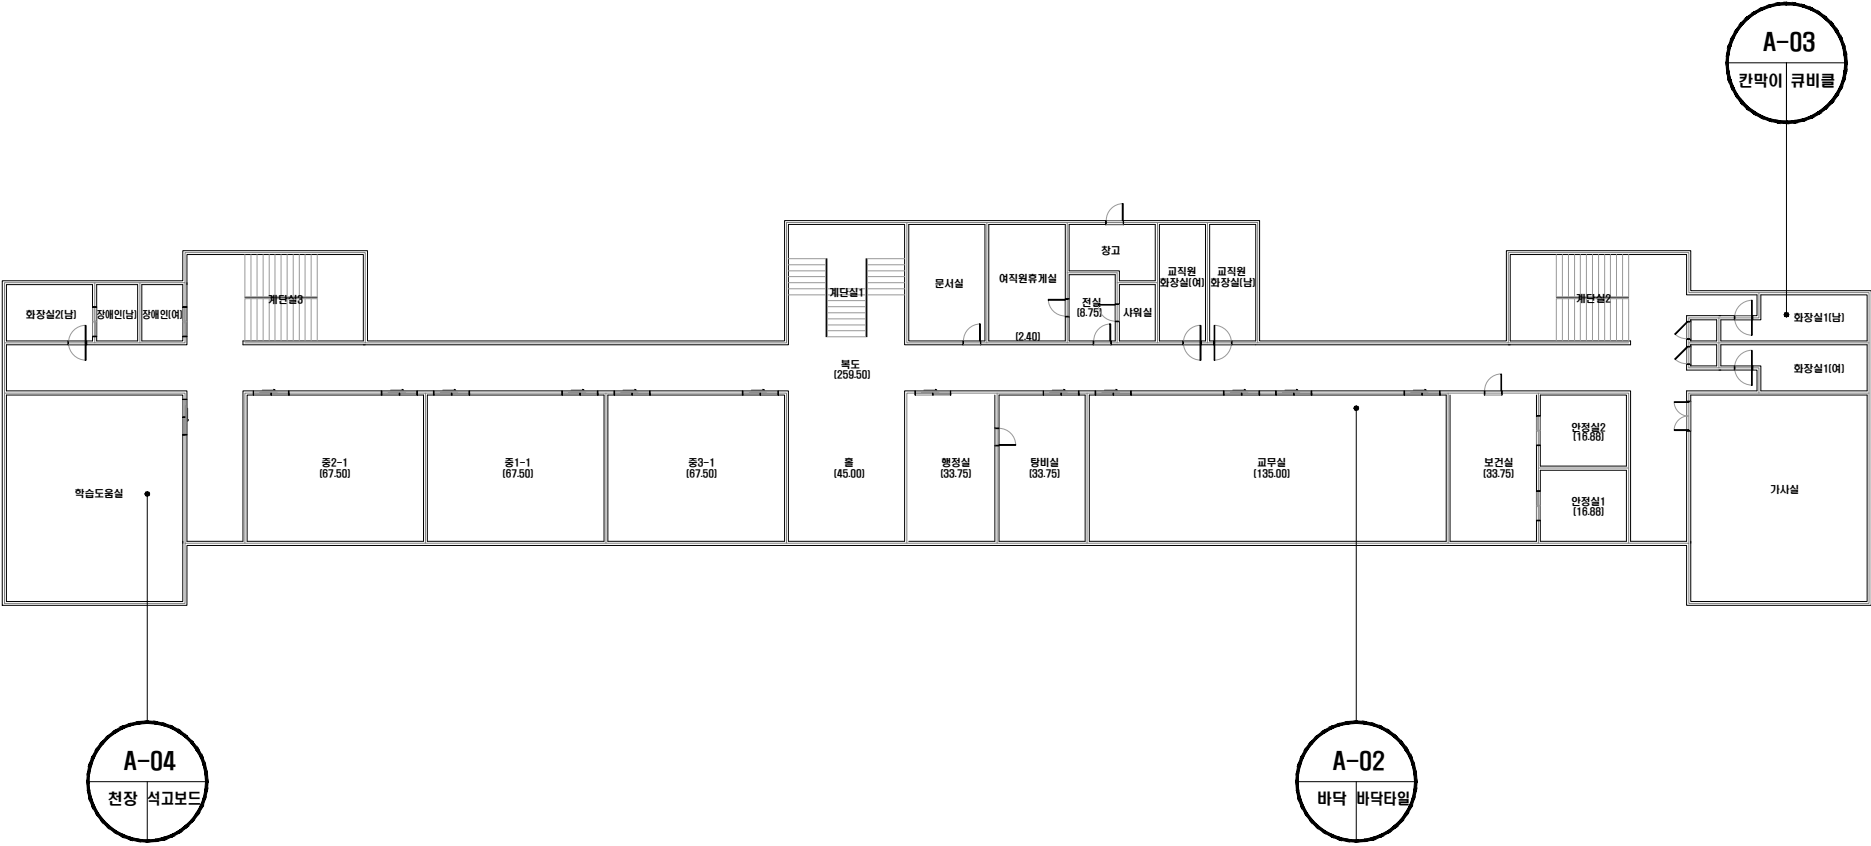 A-03
칸막이 큐비클
창고
문서실
여직원휴게실
교직원
화장실(여)
교직원
화장실(남)
계단실3
계단실1
계단실2
전실
(8.75)
샤워실
화장실2(남)
장애인(남)
장애인(여)
화장실1(남)
(2.40)
복도
(259.50)
화장실1(여)
중2-1
(67.50)
중1-1
(67.50)
중3-1
(67.50)
홀
(45.00)
행정실
(33.75)
탕비실
(33.75)
교무실
(135.00)
보건실
(33.75)
안정실2
(16.88)
안정실1
(16.88)
학습도움실
가사실
A-04
천장 석고보드
A-02
바닥 바닥타일